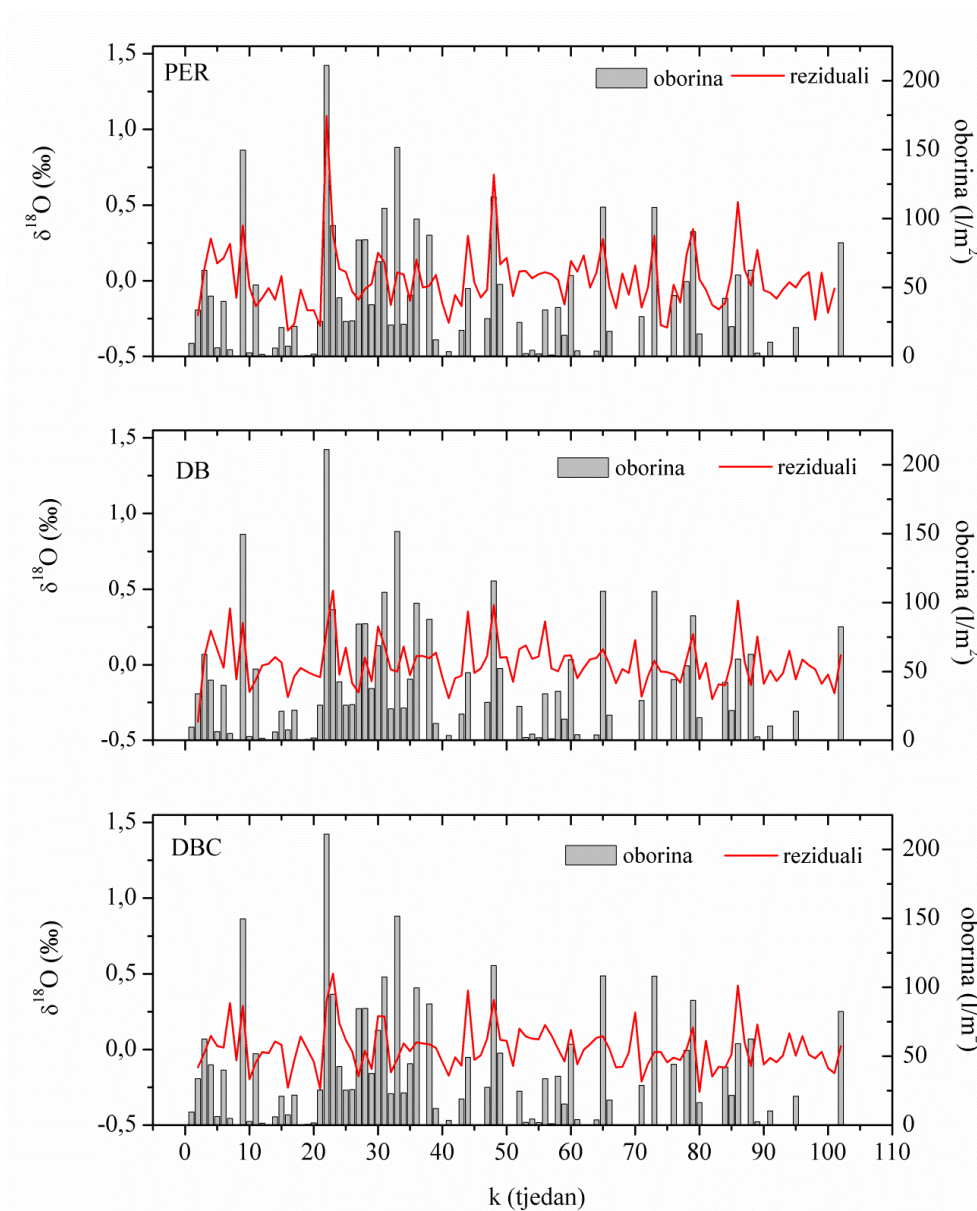 PER
oborina
reziduali
1,5
1,0
0,5
0,0
-0,5
200
150
100
50
0
δ¹⁸O (‰)
oborina (l/m²)
DB
oborina
reziduali
1,5
1,0
0,5
0,0
-0,5
200
150
100
50
0
δ¹⁸O (‰)
oborina (l/m²)
DBC
oborina
reziduali
1,5
1,0
0,5
0,0
-0,5
200
150
100
50
0
δ¹⁸O (‰)
oborina (l/m²)
0 10 20 30 40 50 60 70 80 90 100 110
k (tjedan)